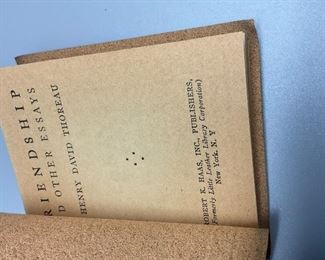 RIENDSHIP
D OTHER ESSAYS
HENRY DAVID THOREAU
ROBERT K. HAAS, INC., PUBLISHERS,
(Formerly Little Leather Library Corporation)
New York, N. Y